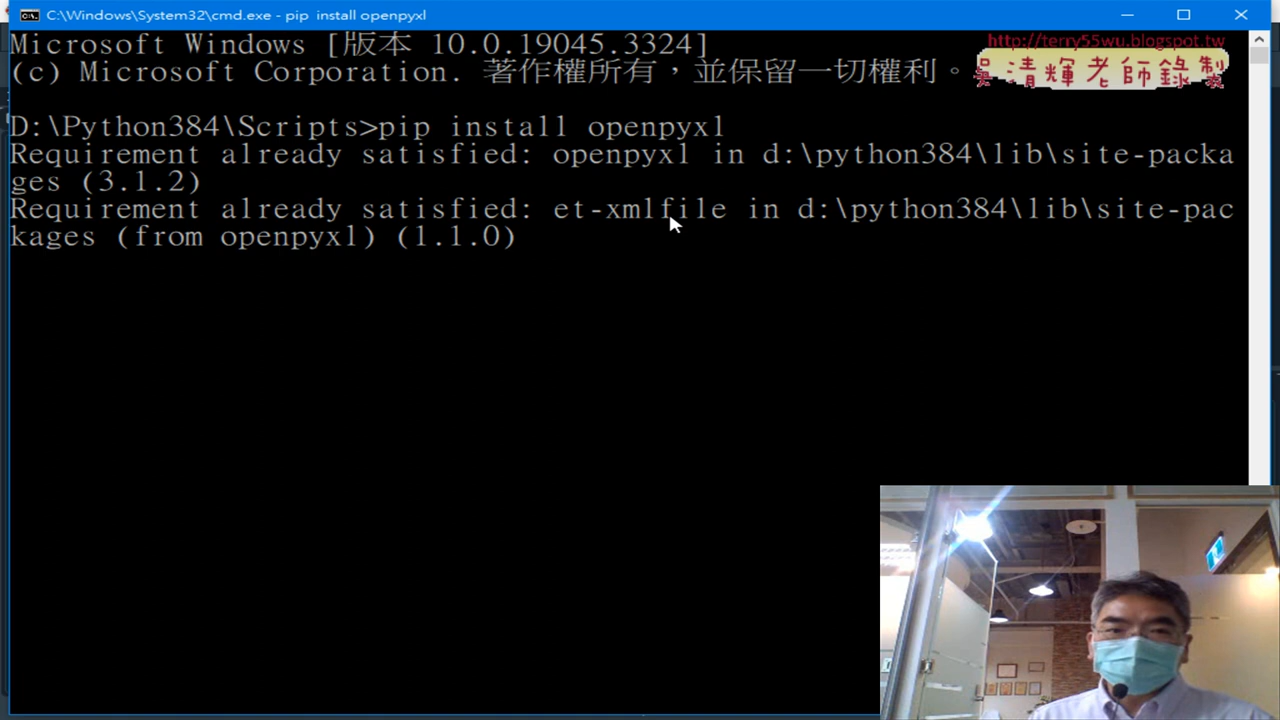 C:\Windows\System32\cmd.exe - pip install openpyxl
Microsoft Windows [版本 10.0.19045.3324]
(c) Microsoft Corporation. 著作權所有，並保留一切權利。
http://terry55wu.blogspot.tw
吳清輝老師錄製
D:\Python384\Scripts>pip install openpyxl
Requirement already satisfied: openpyxl in d:\python384\lib\site-packa
ges (3.1.2)
Requirement already satisfied: et-xmlfile in d:\python384\lib\site-pac
kages (from openpyxl) (1.1.0)